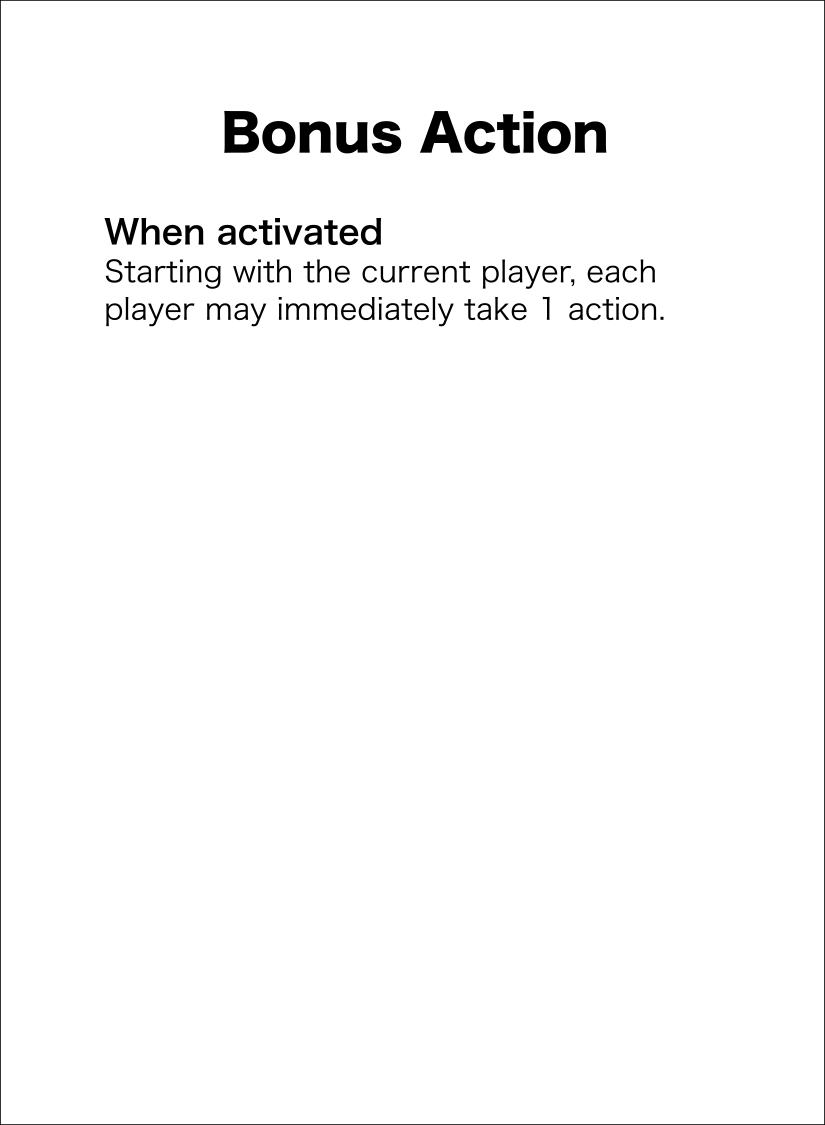 Bonus Action
When activated
Starting with the current player, each
player may immediately take 1 action.